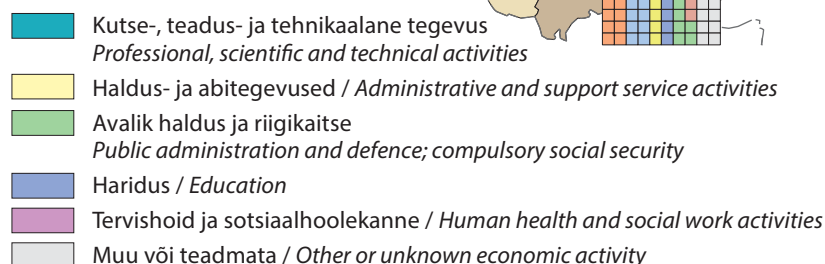 Kutse-, teadus- ja tehnikaalane tegevus
Professional, scientific and technical activities
Haldus- ja abitegevused / Administrative and support service activities
Avalik haldus ja riigikaitse
Public administration and defence; compulsory social security
Haridus / Education
Tervishoid ja sotsiaalhoolekanne / Human health and social work activities
Muu või teadmata / Other or unknown economic activity